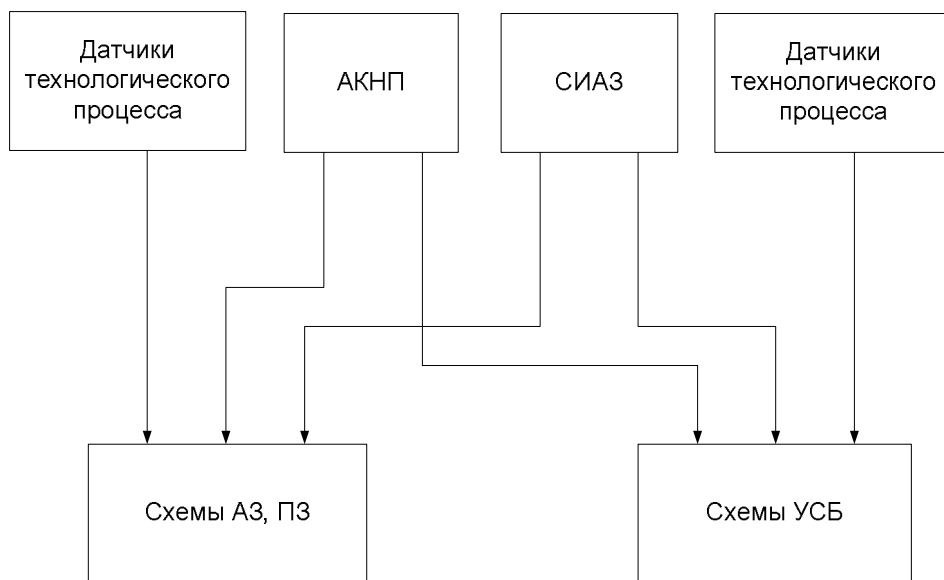 Датчики
технологического
процесса
АКНП
СИАЗ
Датчики
технологического
процесса
Схемы АЗ, ПЗ
Схемы УСБ